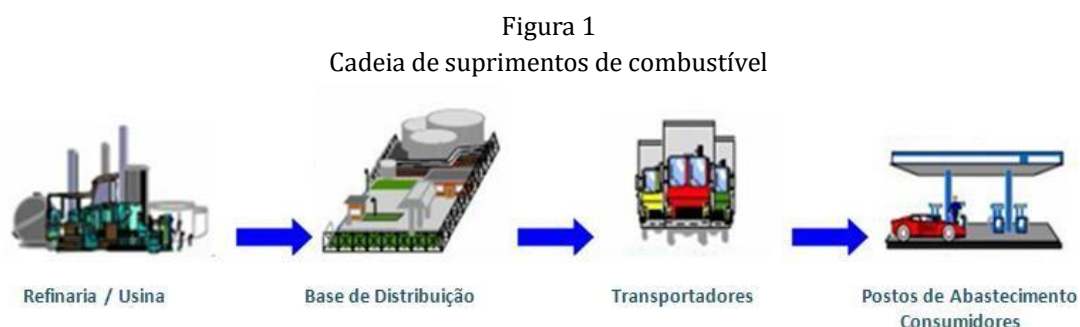 Figura 1
Cadeia de suprimentos de combustível
Refinaria / Usina
Base de Distribuição
Transportadores
Postos de Abastecimento
Consumidores